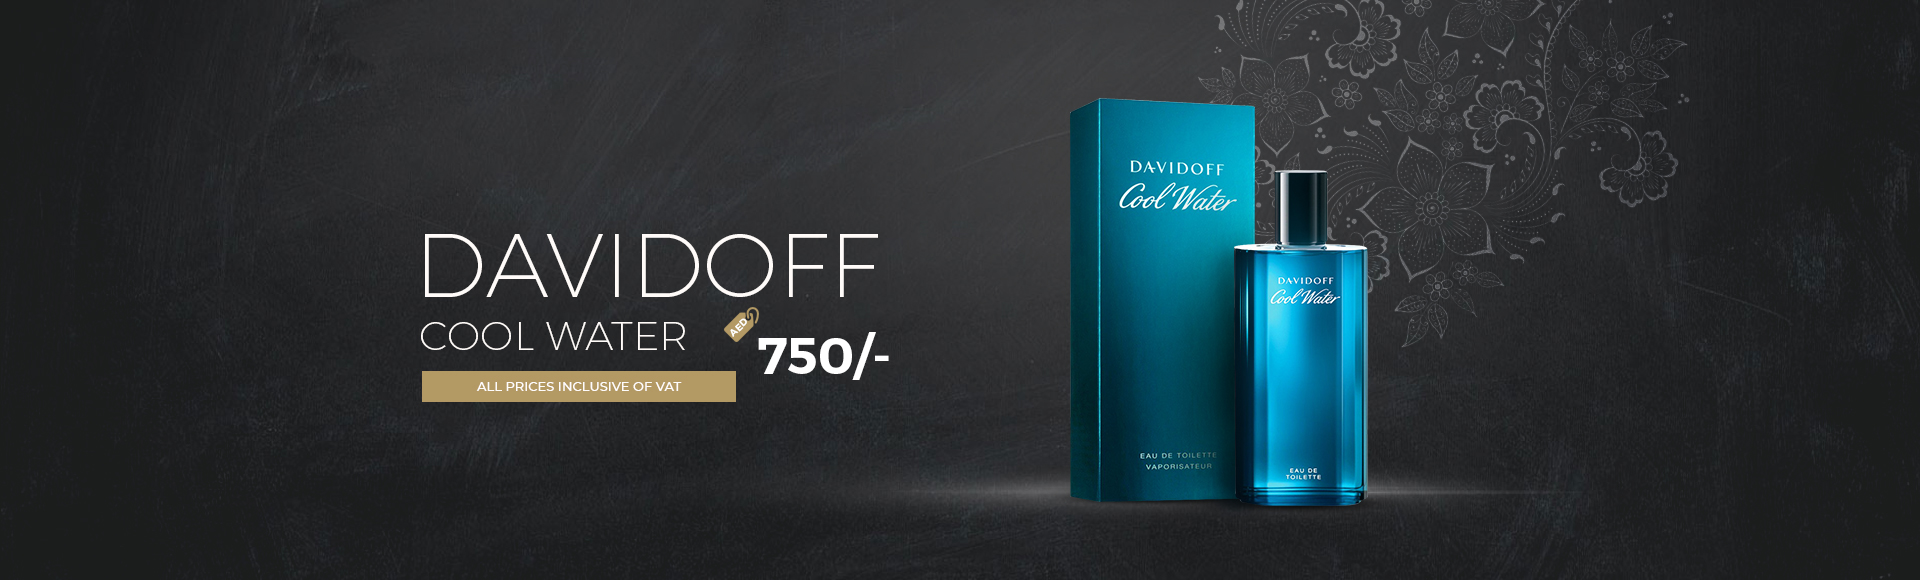 DAVIDOFF
COOL WATER
AED
750/-
ALL PRICES INCLUSIVE OF VAT
DAVIDOFF
Cool Water
EAU DE TOILETTE
VAPORISATEUR
DAVIDOFF
Cool Water
EAU DE
TOILETTE